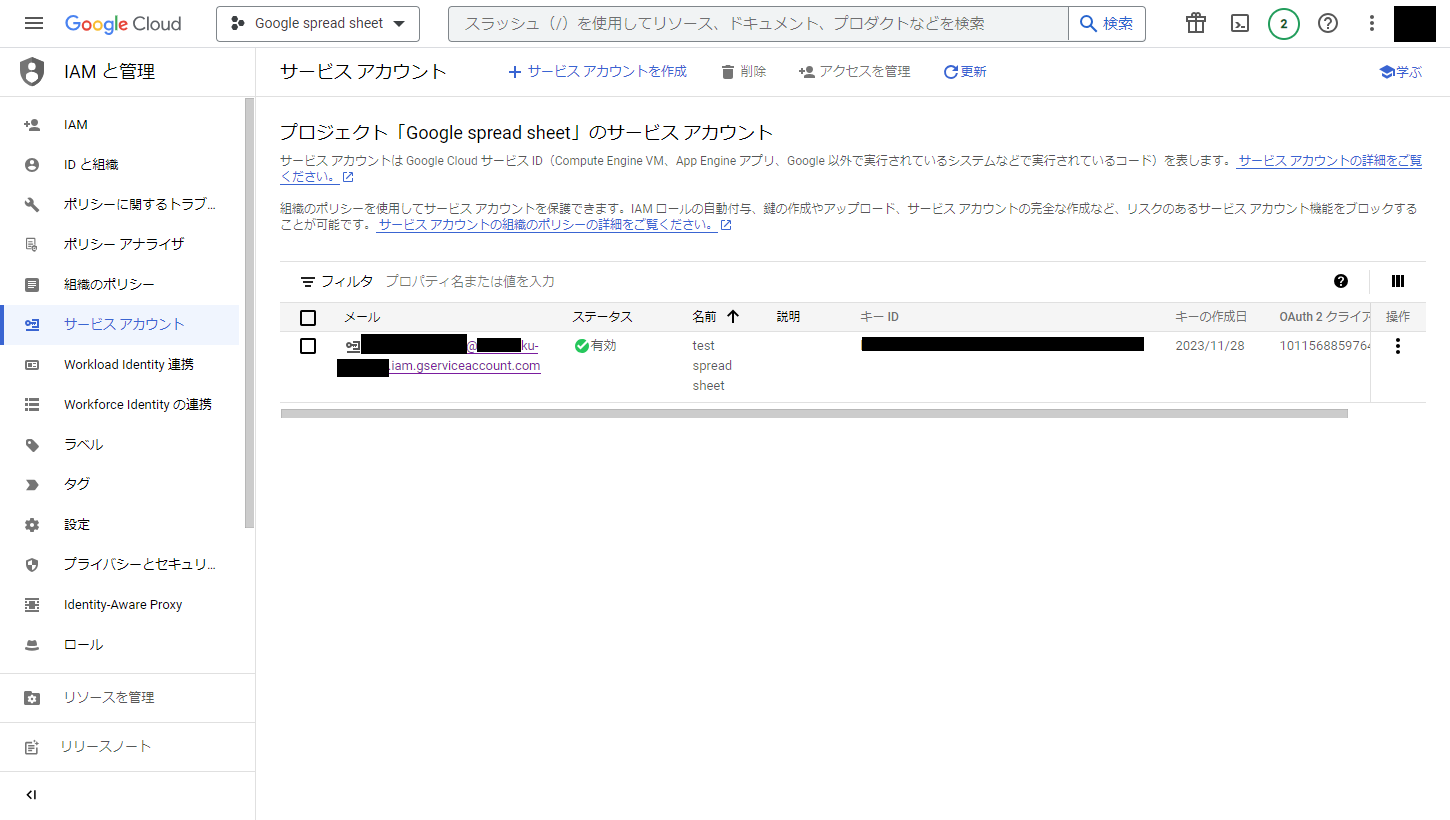 Google Cloud
Google spread sheet
スラッシュ（/）を使用してリソース、ドキュメント、プロダクトなどを検索
検索
2
IAM と管理
サービス アカウント
サービス アカウントを作成
削除
アクセスを管理
更新
学ぶ
IAM
ID と組織
ポリシーに関するトラブ...
ポリシー アナライザ
組織のポリシー
サービス アカウント
Workload Identity 連携
Workforce Identity の連携
ラベル
タグ
設定
プライバシーとセキュリ...
Identity-Aware Proxy
ロール
リソースを管理
リリースノート
プロジェクト「Google spread sheet」のサービス アカウント
サービス アカウントは Google Cloud サービス ID（Compute Engine VM、App Engine アプリ、Google 以外で実行されているシステムなどで実行されているコード）を表します。 サービス アカウントの詳細をご覧
ください。
組織のポリシーを使用してサービス アカウントを保護できます。IAM ロールの自動付与、鍵の作成やアップロード、サービス アカウントの完全な作成など、リスクのあるサービス アカウント機能をブロックする
ことが可能です。 サービス アカウントの組織のポリシーの詳細をご覧ください。
フィルタ プロパティ名または値を入力
メール ステータス 名前 説明 キー ID キーの作成日 OAuth 2 クライア 操作
@ ku-
.iam.gserviceaccount.com
有効
test
spread
sheet
2023/11/28
1011568859764